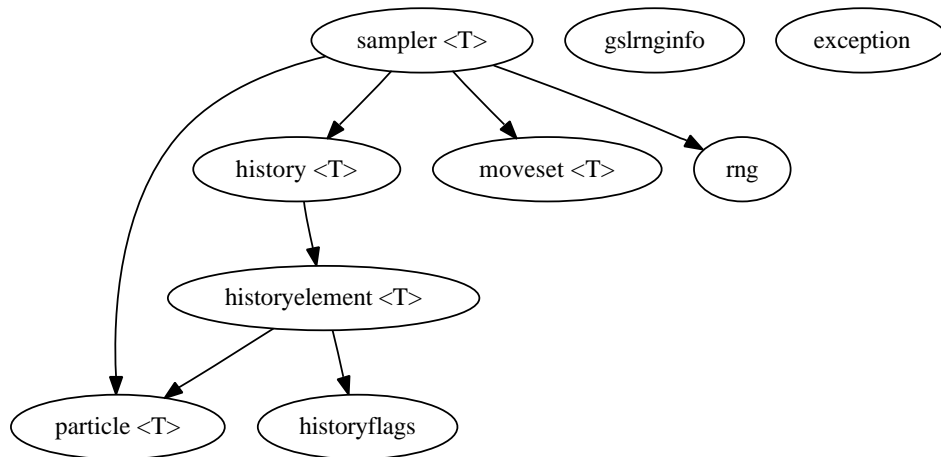 sampler <T>
gslrnginfo
exception
history <T>
moveset <T>
rng
historyelement <T>
particle <T>
historyflags